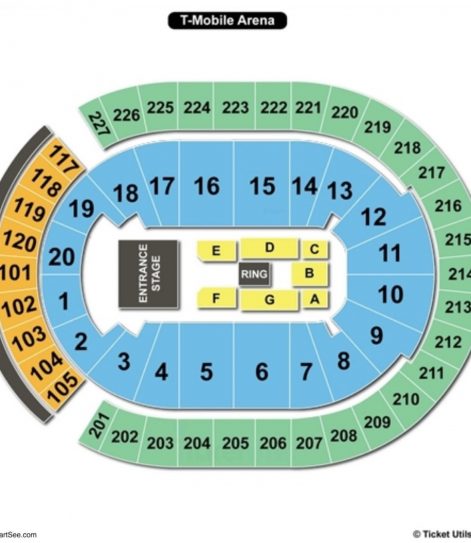 T-Mobile Arena
227 226 225 224 223 222 221 220 219 218 217 216 215 214 213 212 211 210 209 208 207 206 205 204 203 202 201
117
118
119
120
101
102
103
104
105
19 18 17 16 15 14 13 12 11 10 9 8 7 6 5 4 3 2 1 20
ENTRANCE
STAGE
E D C
RING B
F G A
artSee.com
© Ticket Utils